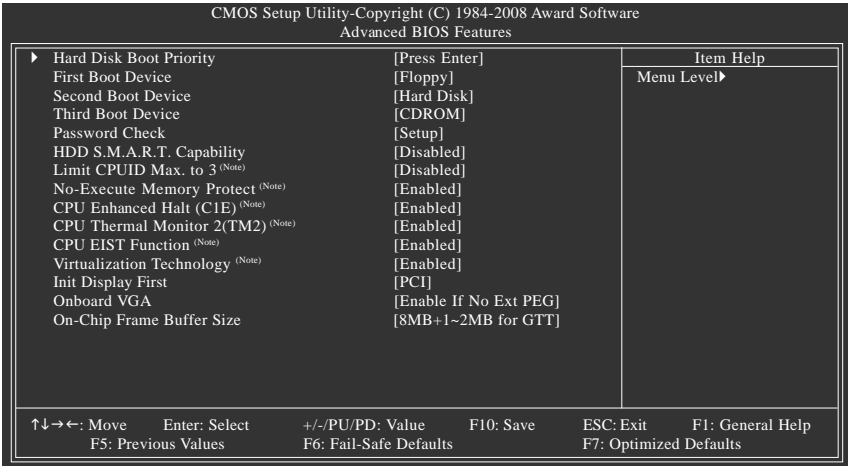 CMOS Setup Utility-Copyright (C) 1984-2008 Award Software
Advanced BIOS Features
Hard Disk Boot Priority [Press Enter] Item Help
First Boot Device [Floppy] Menu Level
Second Boot Device [Hard Disk]
Third Boot Device [CDROM]
Password Check [Setup]
HDD S.M.A.R.T. Capability [Disabled]
Limit CPUID Max. to 3 (Note) [Disabled]
No-Execute Memory Protect (Note) [Enabled]
CPU Enhanced Halt (C1E) (Note) [Enabled]
CPU Thermal Monitor 2(TM2) (Note) [Enabled]
CPU EIST Function (Note) [Enabled]
Virtualization Technology (Note) [Enabled]
Init Display First [PCI]
Onboard VGA [Enable If No Ext PEG]
On-Chip Frame Buffer Size [8MB+1~2MB for GTT]
↑↓→←: Move Enter: Select +/-/PU/PD: Value F10: Save ESC: Exit F1: General Help
F5: Previous Values F6: Fail-Safe Defaults F7: Optimized Defaults